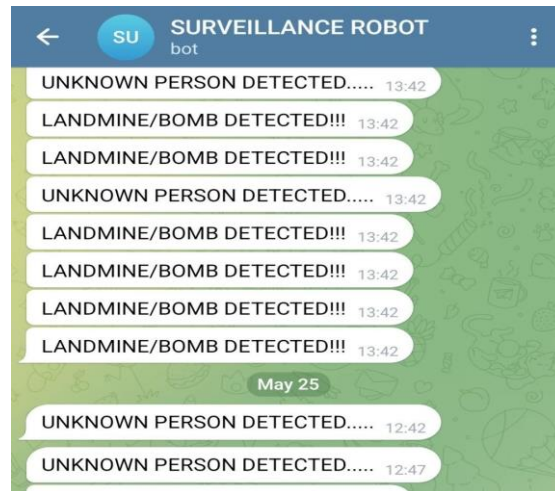 SURVEILLANCE ROBOT
SU
bot
UNKNOWN PERSON DETECTED..... 13:42
LANDMINE/BOMB DETECTED!!! 13:42
LANDMINE/BOMB DETECTED!!! 13:42
UNKNOWN PERSON DETECTED..... 13:42
LANDMINE/BOMB DETECTED!!! 13:42
LANDMINE/BOMB DETECTED!!! 13:42
LANDMINE/BOMB DETECTED!!! 13:42
LANDMINE/BOMB DETECTED!!! 13:42
May 25
UNKNOWN PERSON DETECTED..... 12:42
UNKNOWN PERSON DETECTED..... 12:47